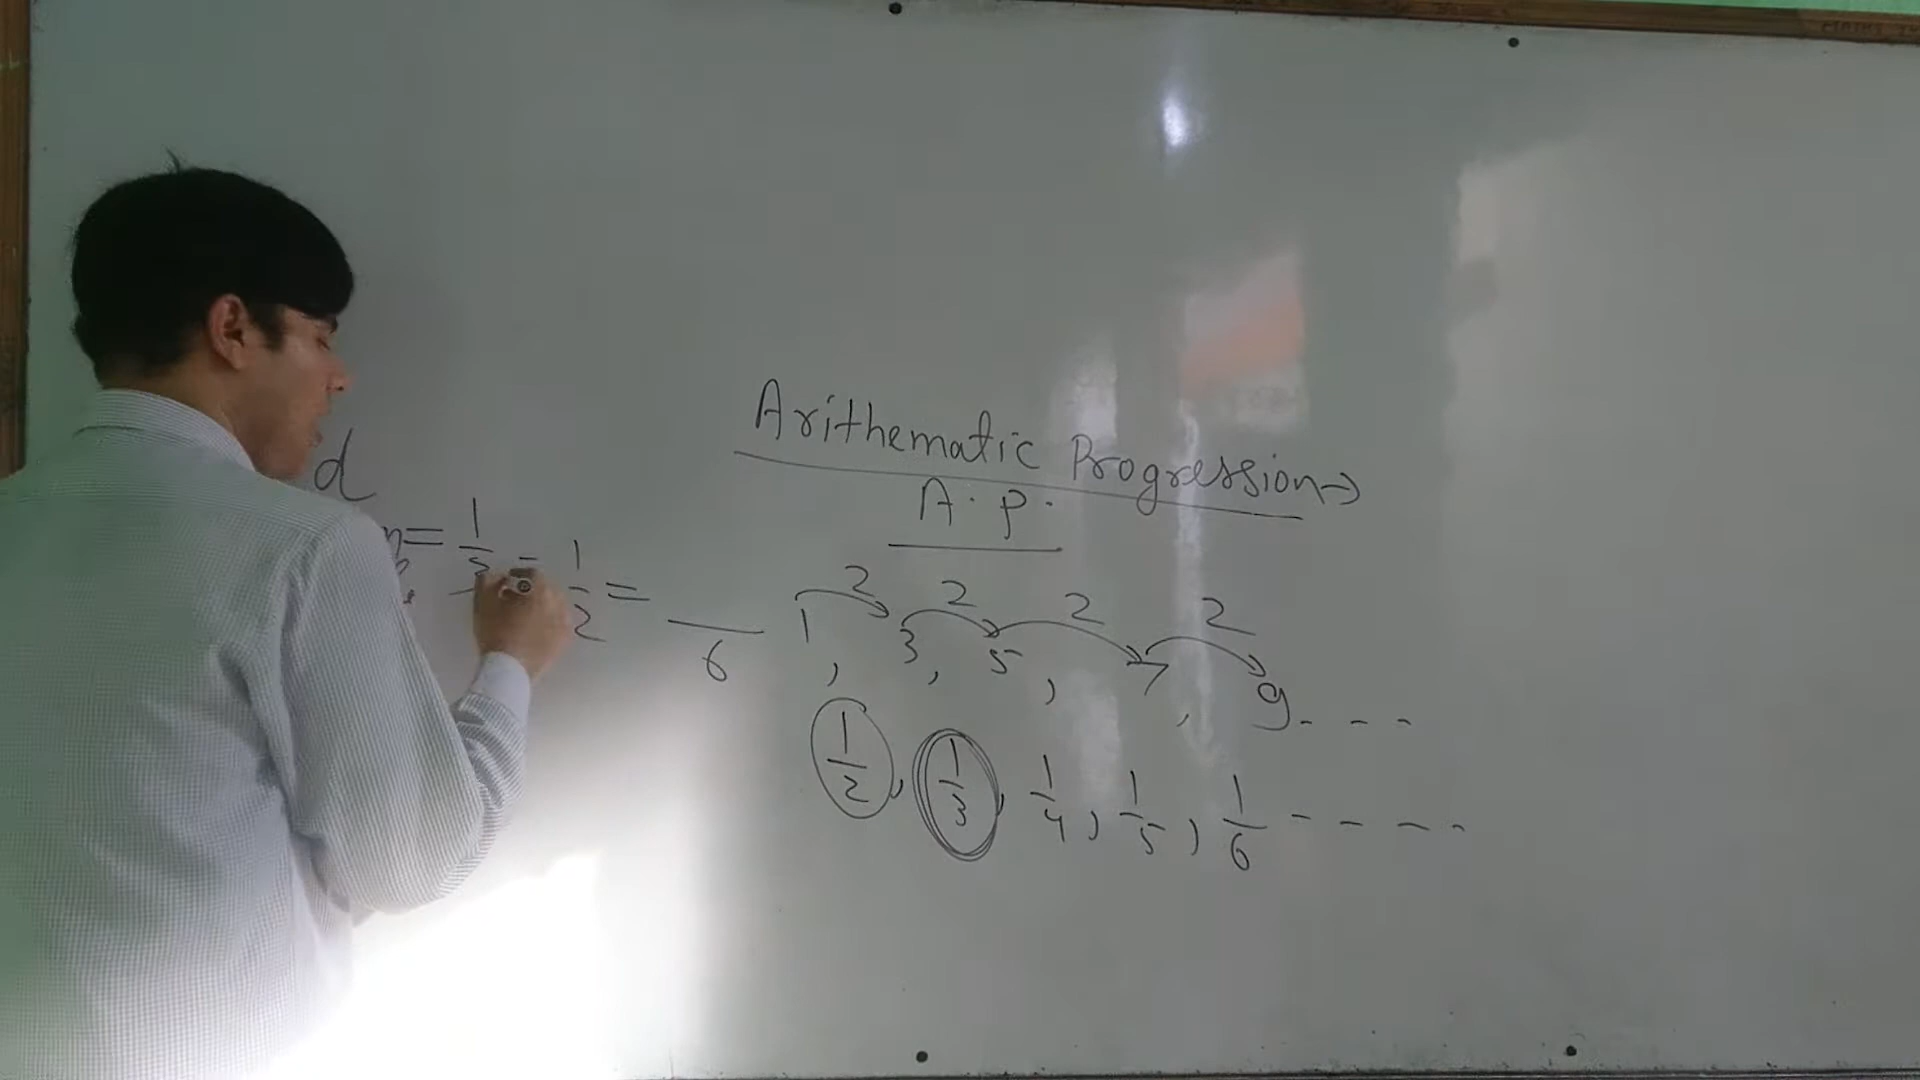 Arithematic Progression→
A.P.
d
= 1/3 - 1/2 = /6
2 2 2 2
1, 3, 5, 7, 9 - - -
1/2, 1/3, 1/4, 1/5, 1/6 - - - -